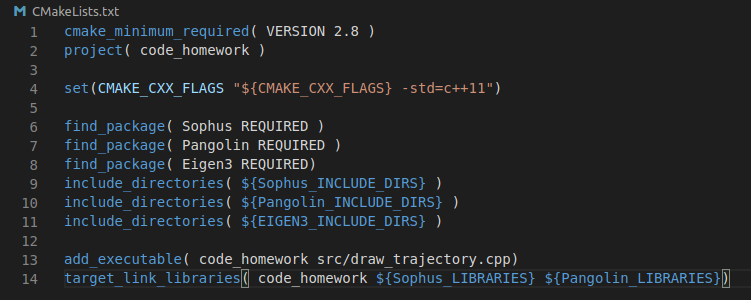 CMakeLists.txt
1 cmake_minimum_required( VERSION 2.8 )
2 project( code_homework )
3
4 set(CMAKE_CXX_FLAGS "${CMAKE_CXX_FLAGS} -std=c++11")
5
6 find_package( Sophus REQUIRED )
7 find_package( Pangolin REQUIRED )
8 find_package( Eigen3 REQUIRED)
9 include_directories( ${Sophus_INCLUDE_DIRS} )
10 include_directories( ${Pangolin_INCLUDE_DIRS} )
11 include_directories( ${EIGEN3_INCLUDE_DIRS} )
12
13 add_executable( code_homework src/draw_trajectory.cpp)
14 target_link_libraries( code_homework ${Sophus_LIBRARIES} ${Pangolin_LIBRARIES})